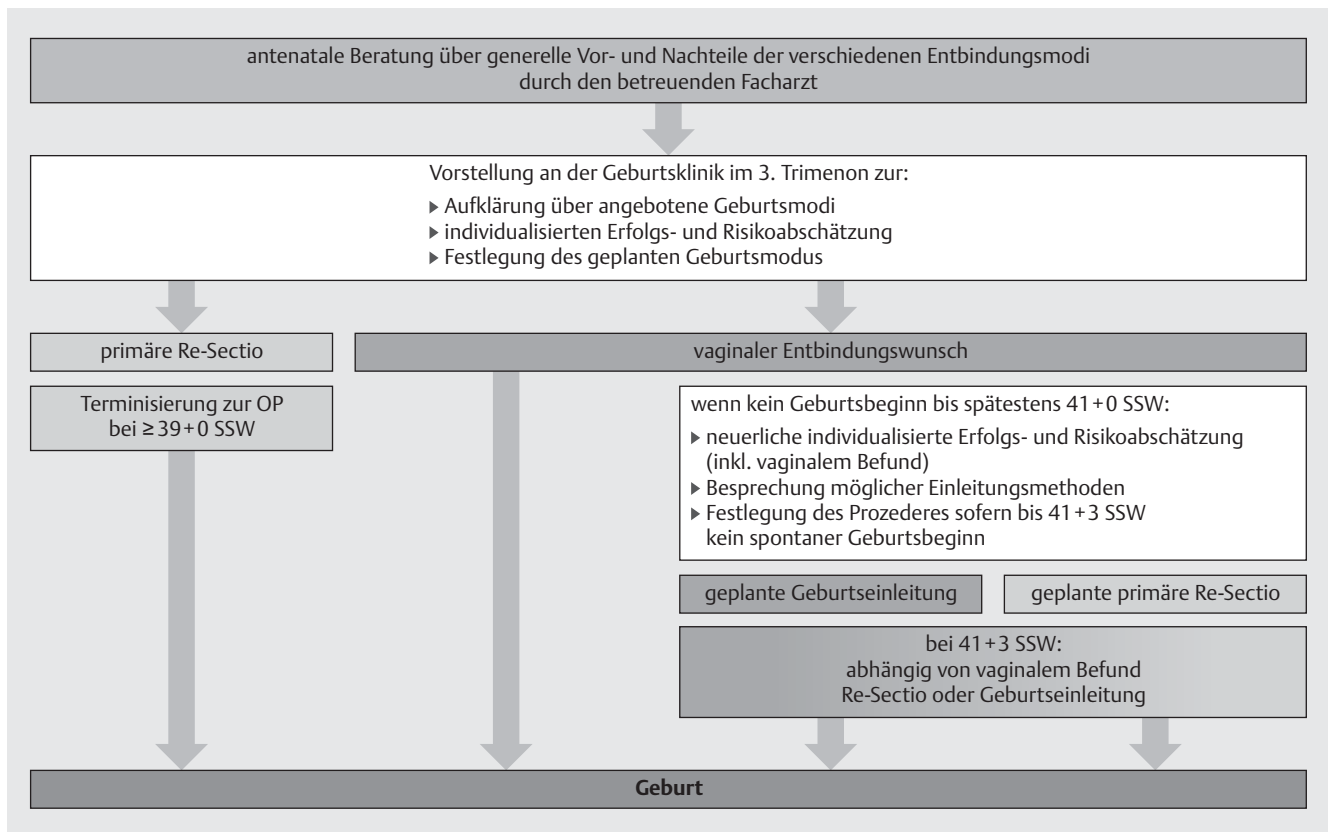 antenatale Beratung über generelle Vor- und Nachteile der verschiedenen Entbindungsmodi
durch den betreuenden Facharzt
Vorstellung an der Geburtsklinik im 3. Trimenon zur:
▸ Aufklärung über angebotene Geburtsmodi
▸ individualisierten Erfolgs- und Risikoabschätzung
▸ Festlegung des geplanten Geburtsmodus
primäre Re-Sectio
vaginaler Entbindungswunsch
Terminisierung zur OP
bei ≥ 39+0 SSW
wenn kein Geburtsbeginn bis spätestens 41+0 SSW:
▸ neuerliche individualisierte Erfolgs- und Risikoabschätzung
(inkl. vaginalem Befund)
▸ Besprechung möglicher Einleitungsmethoden
▸ Festlegung des Prozederes sofern bis 41+3 SSW
kein spontaner Geburtsbeginn
geplante Geburtseinleitung
geplante primäre Re-Sectio
bei 41+3 SSW:
abhängig von vaginalem Befund
Re-Sectio oder Geburtseinleitung
Geburt